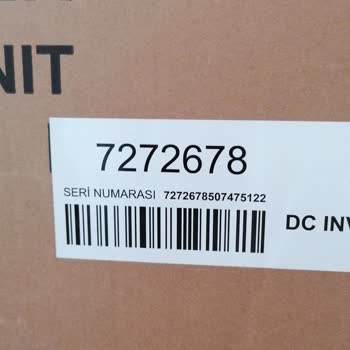 NIT
7272678
SERİ NUMARASI 7272678507475122
DC INV